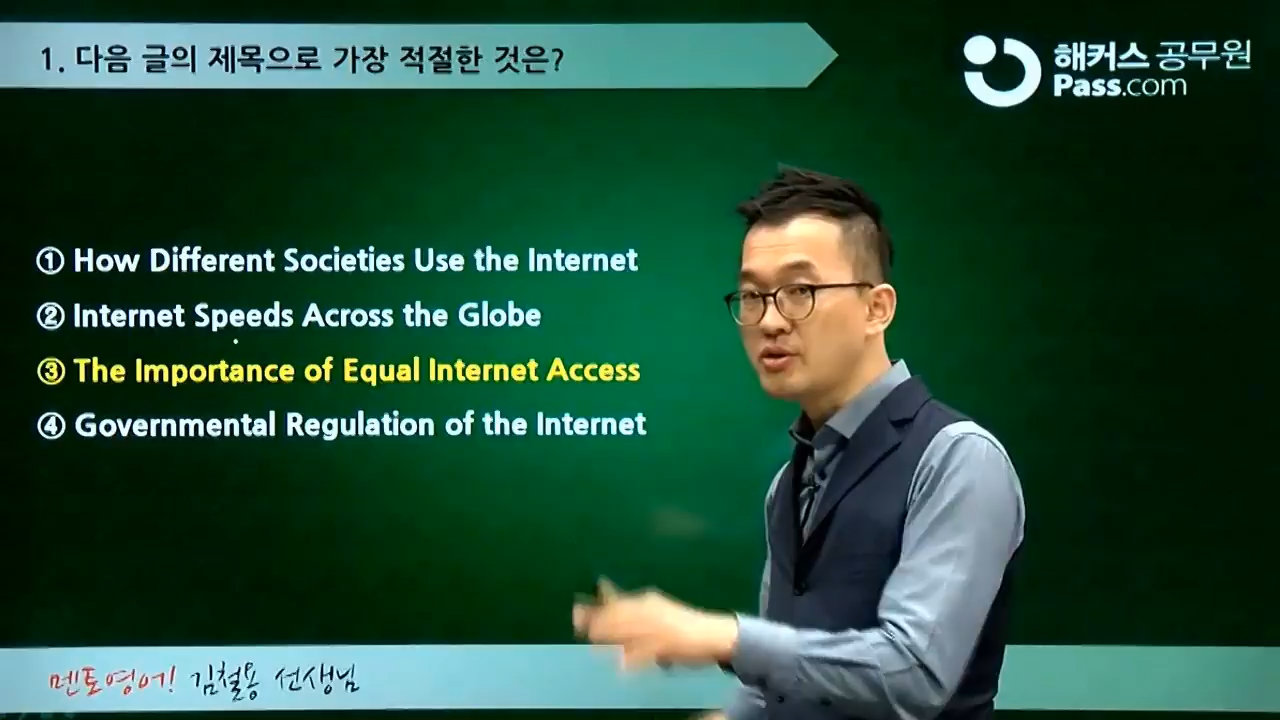 1. 다음 글의 제목으로 가장 적절한 것은?
해커스 공무원
Pass.com
① How Different Societies Use the Internet
② Internet Speeds Across the Globe
③ The Importance of Equal Internet Access
④ Governmental Regulation of the Internet
멘토영어! 김철용 선생님